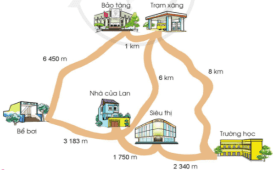 Bảo tàng
Trạm xăng
1 km
6 450 m
6 km
8 km
Nhà của Lan
Siêu thị
Bể bơi
Trường học
3 183 m
1 750 m
2 340 m